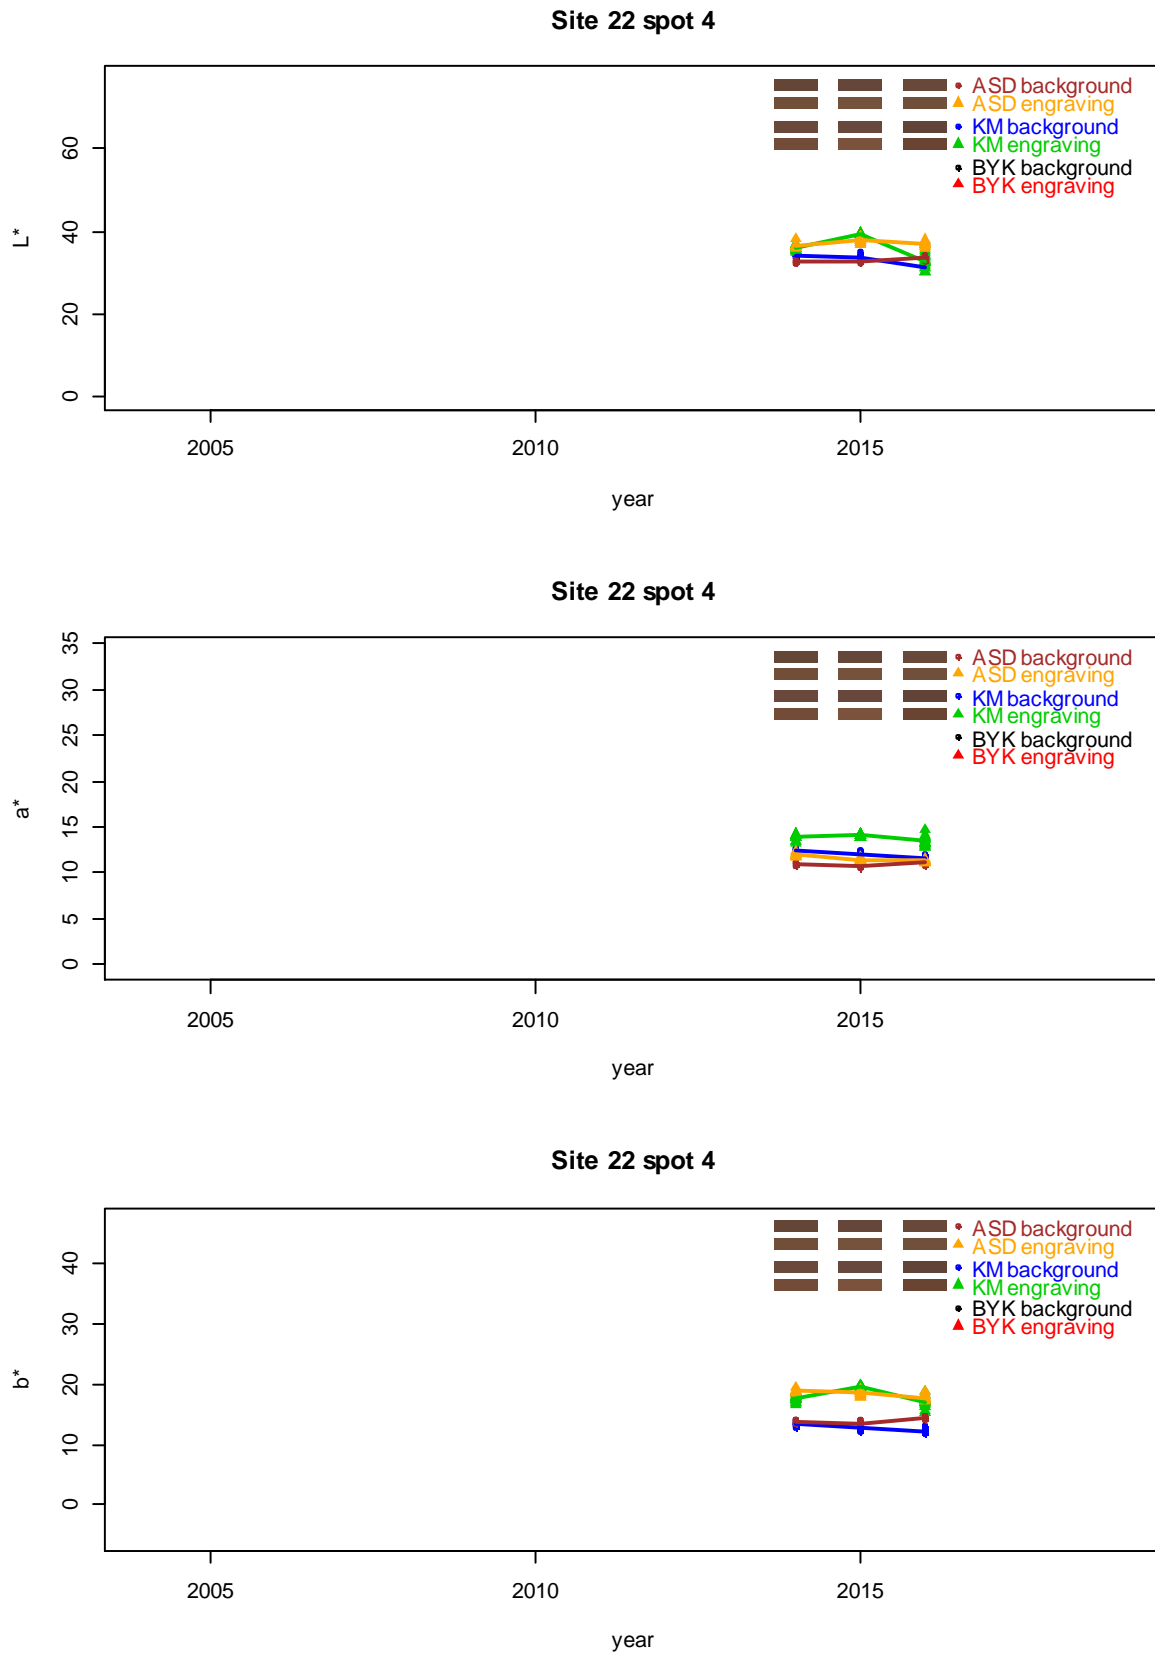 Site 22 spot 4
ASD background
ASD engraving
KM background
KM engraving
BYK background
BYK engraving
60
40
20
0
L*
2005 2010 2015
year
Site 22 spot 4
ASD background
ASD engraving
KM background
KM engraving
BYK background
BYK engraving
35
30
25
20
15
10
5
0
a*
2005 2010 2015
year
Site 22 spot 4
ASD background
ASD engraving
KM background
KM engraving
BYK background
BYK engraving
40
30
20
10
0
b*
2005 2010 2015
year